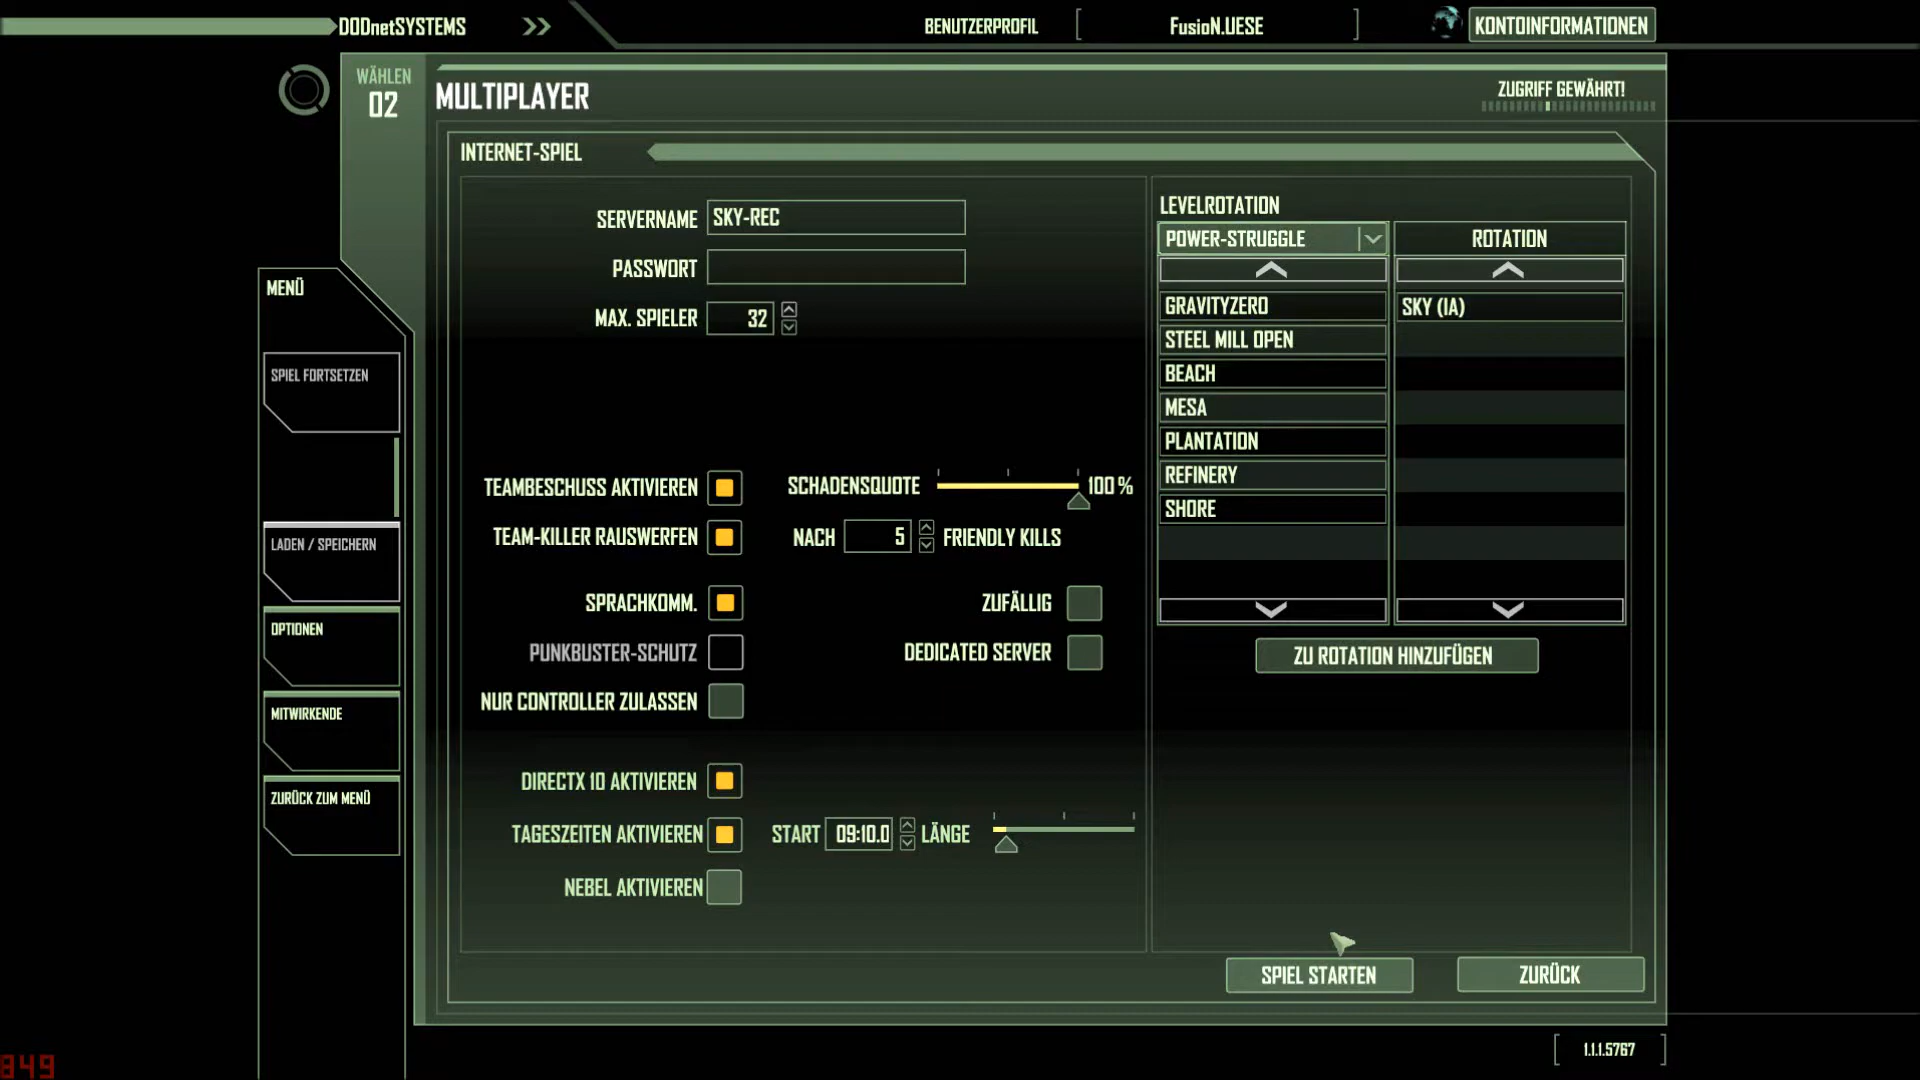 DODnetSYSTEMS
BENUTZERPROFIL
FusioN.UESE
KONTOINFORMATIONEN
WÄHLEN
02
MULTIPLAYER
ZUGRIFF GEWÄHRT!
INTERNET-SPIEL
MENÜ
SPIEL FORTSETZEN
LADEN / SPEICHERN
OPTIONEN
MITWIRKENDE
ZURÜCK ZUM MENÜ
SERVERNAME SKY-REC
PASSWORT
MAX. SPIELER 32
TEAMBESCHUSS AKTIVIEREN SCHADENSQUOTE 100 %
TEAM-KILLER RAUSWERFEN NACH 5 FRIENDLY KILLS
SPRACHKOMM. ZUFÄLLIG
PUNKBUSTER-SCHUTZ DEDICATED SERVER
NUR CONTROLLER ZULASSEN
DIRECTX 10 AKTIVIEREN
TAGESZEITEN AKTIVIEREN START 09:10.0 LÄNGE
NEBEL AKTIVIEREN
LEVELROTATION
POWER-STRUGGLE
GRAVITYZERO
STEEL MILL OPEN
BEACH
MESA
PLANTATION
REFINERY
SHORE
ROTATION
SKY (IA)
ZU ROTATION HINZUFÜGEN
SPIEL STARTEN
ZURÜCK
1.1.1.5767
849